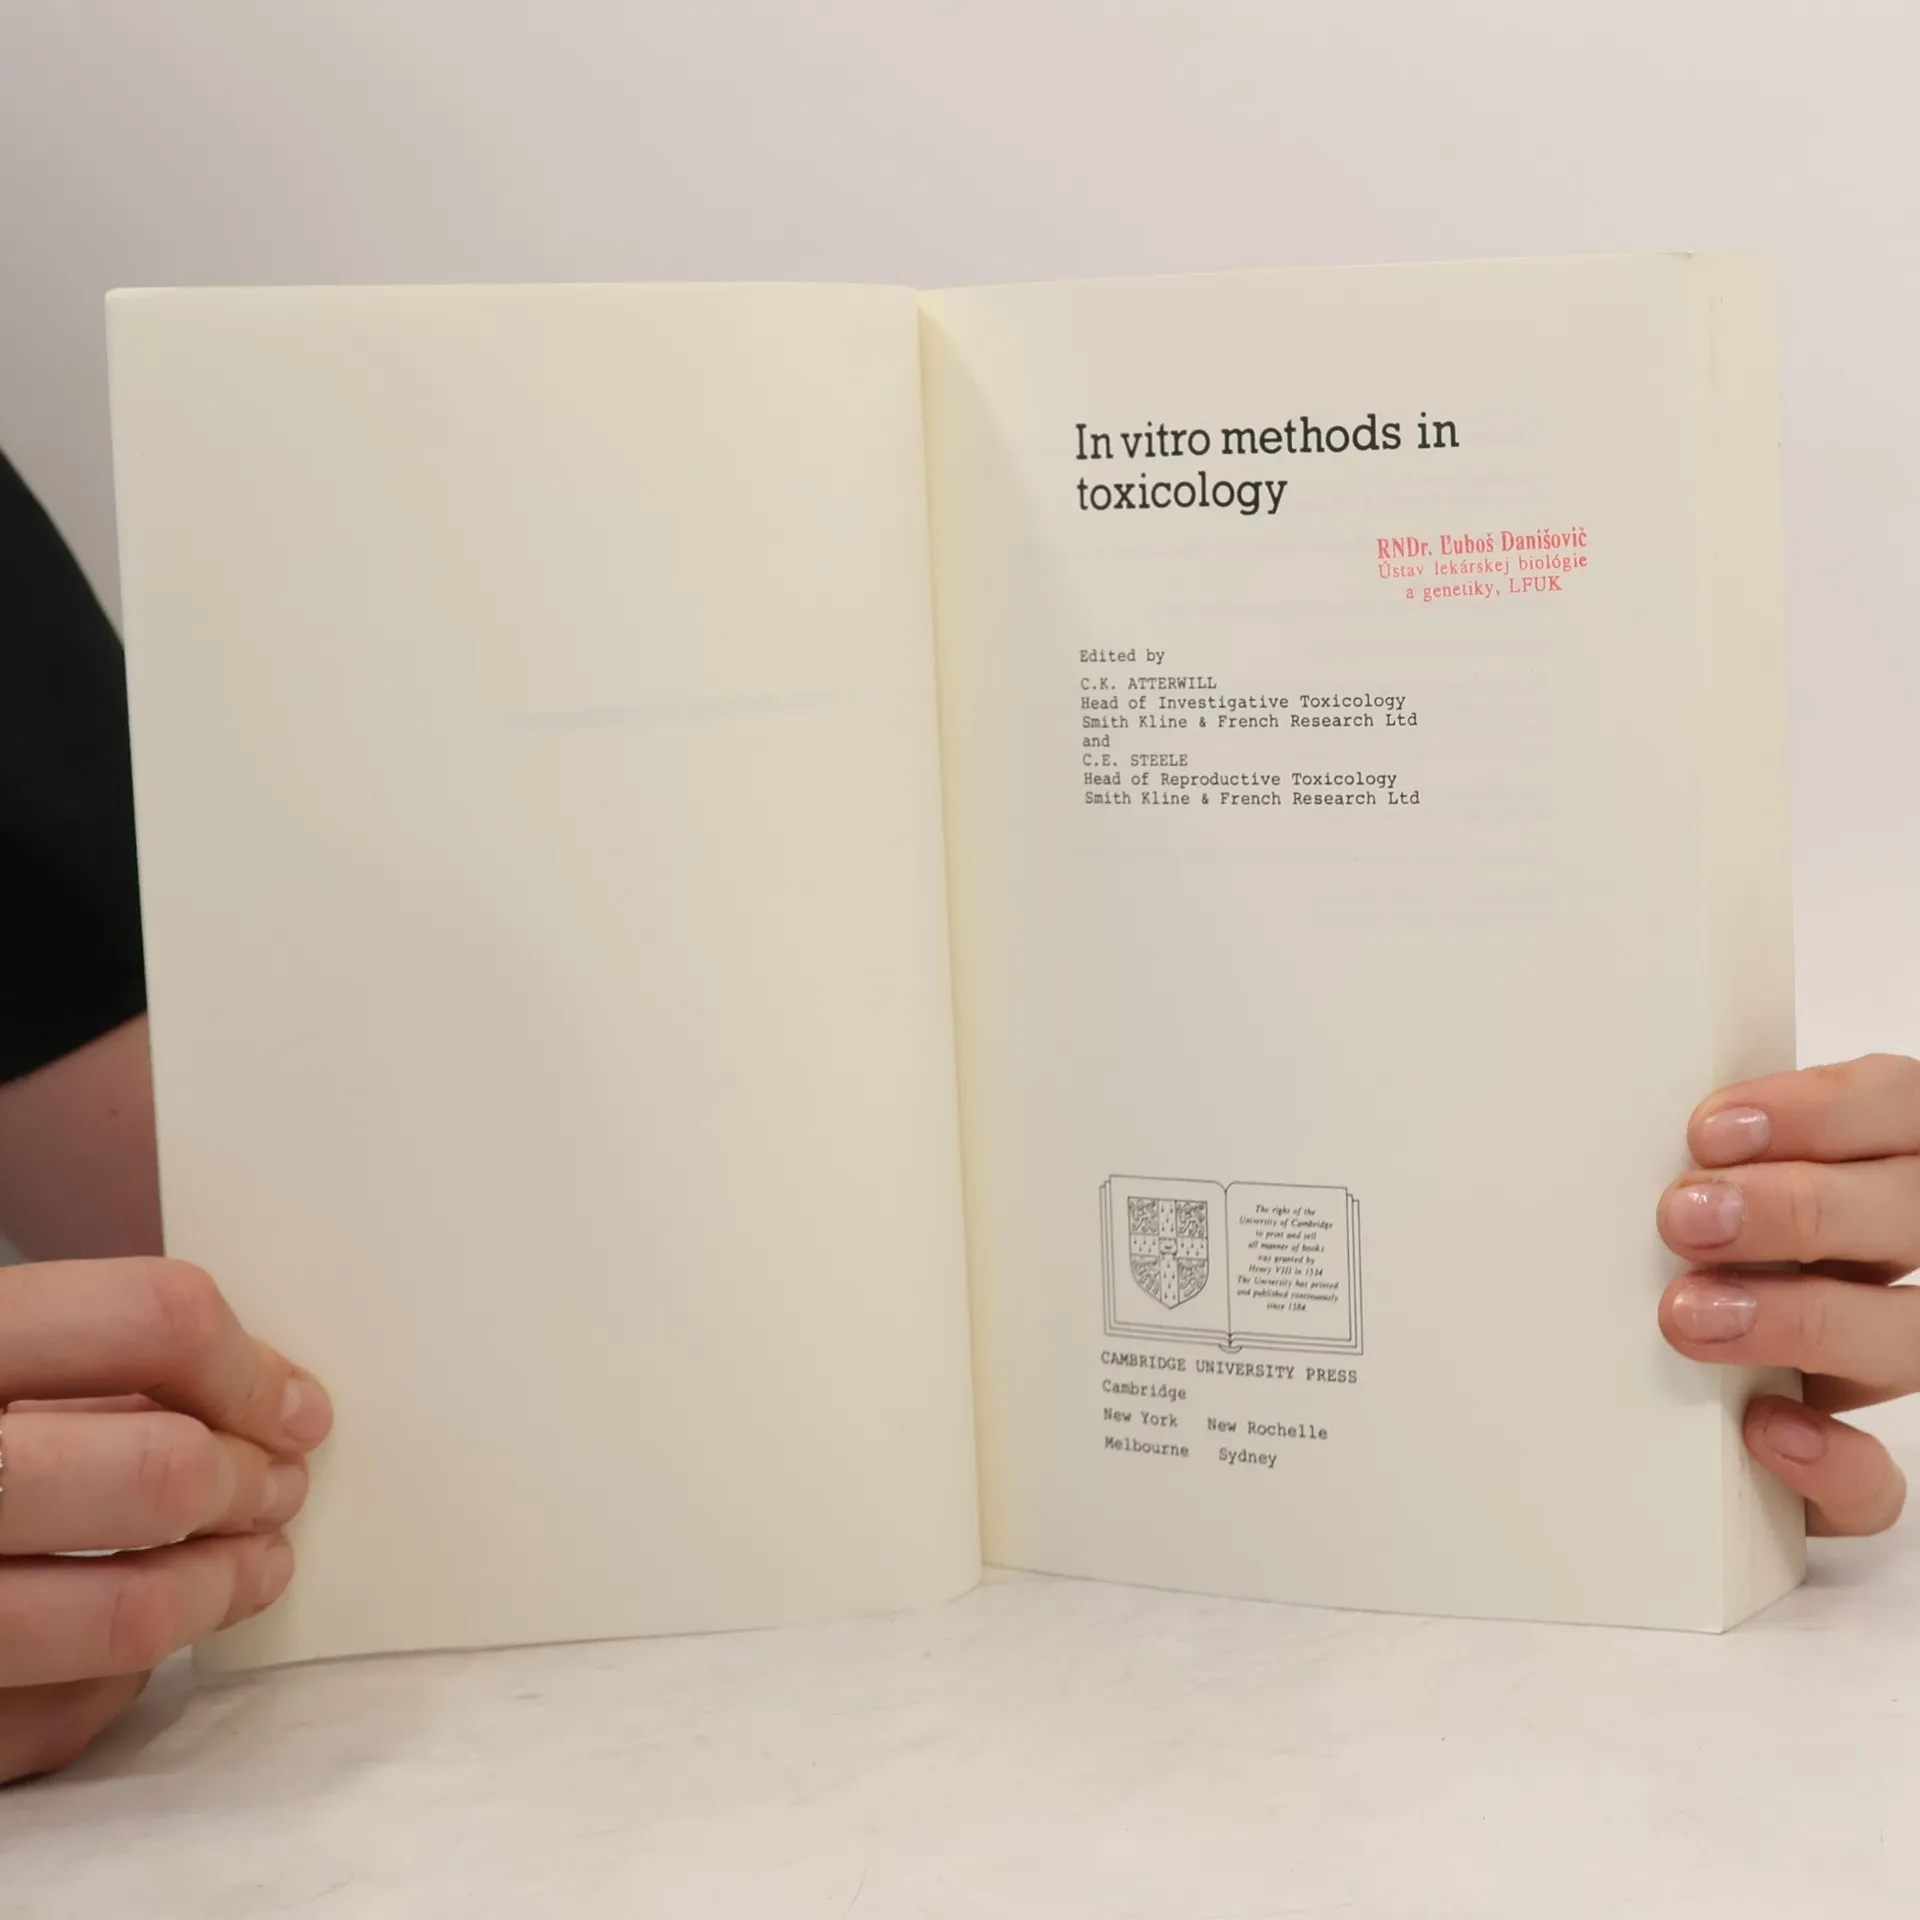 In vitro methods in
toxicology
RNDr. Ľuboš Danišovič
Ústav lekárskej biológie
a genetiky, LFUK
Edited by
C.K. ATTERWILL
Head of Investigative Toxicology
Smith Kline & French Research Ltd
and
C.E. STEELE
Head of Reproductive Toxicology
Smith Kline & French Research Ltd
The right of the
University of Cambridge
to print and sell
all manner of books
was granted by
Henry VIII in 1534
The University has printed
and published continuously
since 1584
CAMBRIDGE UNIVERSITY PRESS
Cambridge
New York New Rochelle
Melbourne Sydney